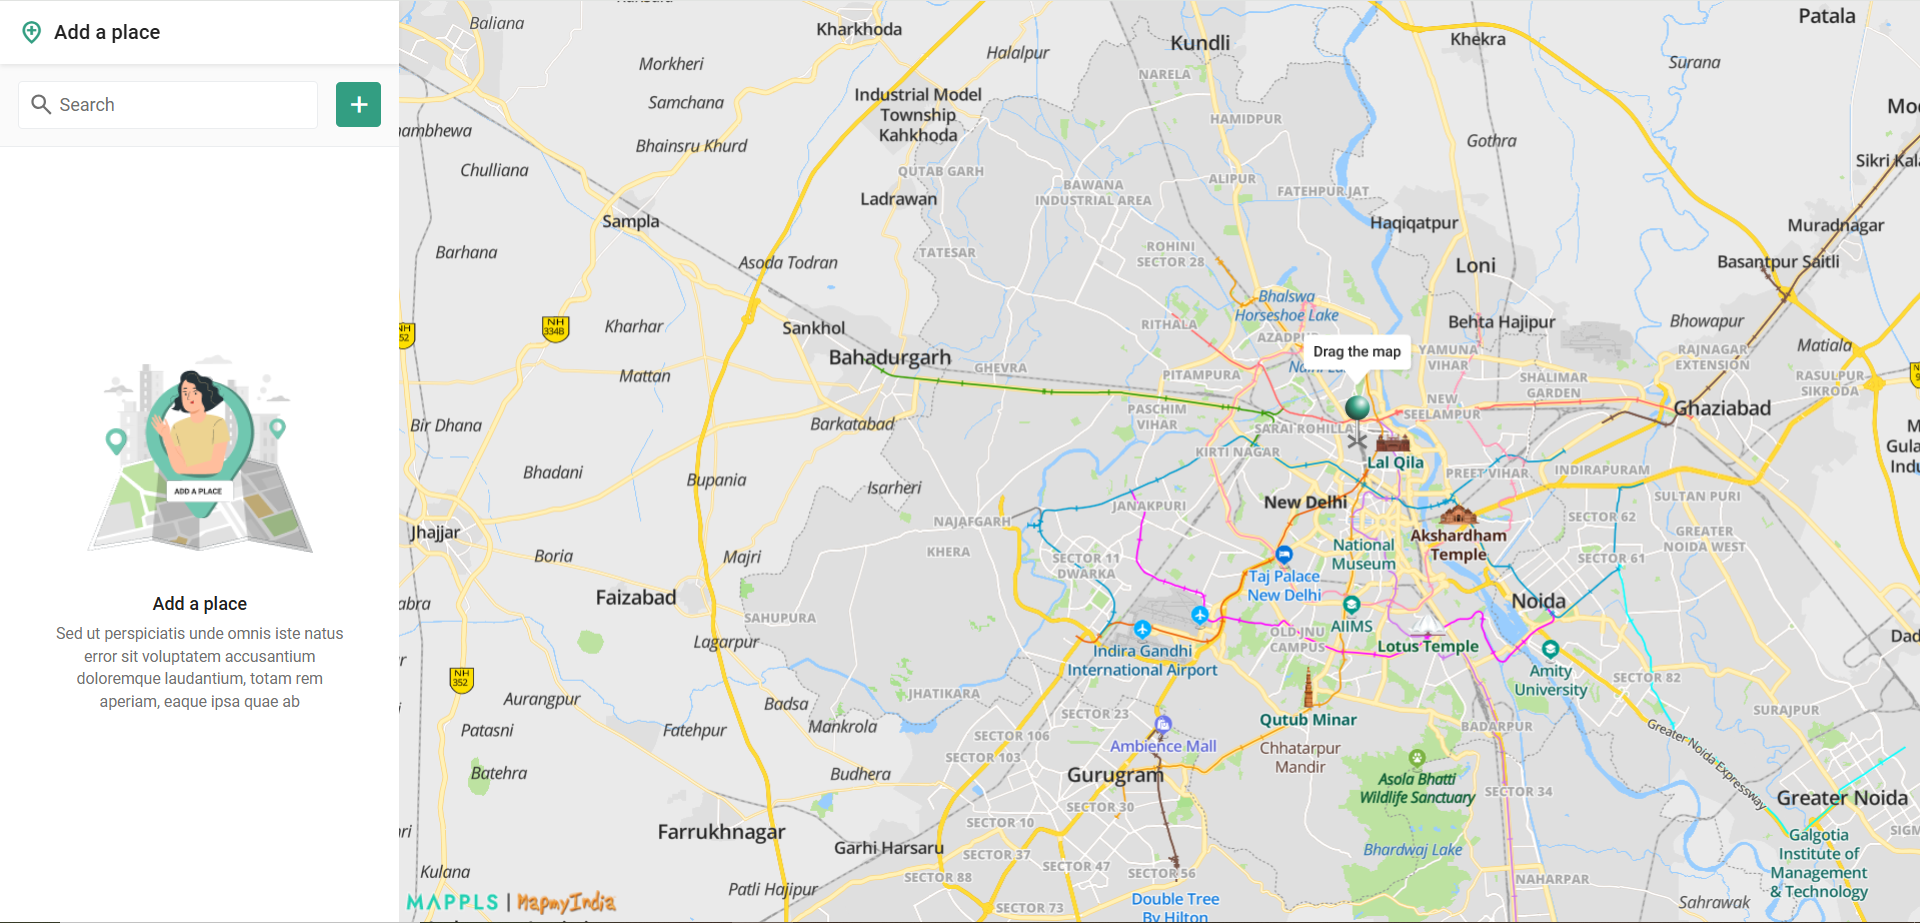 Add a place
Search
+
ADD A PLACE
Add a place
Sed ut perspiciatis unde omnis iste natus
error sit voluptatem accusantium
doloremque laudantium, totam rem
aperiam, eaque ipsa quae ab
Baliana
Kharkhoda
Halalpur
Kundli
Khekra
Patala
Morkheri
Surana
NARELA
Samchana
Industrial Model
Township
Kahkhoda
HAMIDPUR
Gothra
Bhainsru Khurd
Chulliana
QUTAB GARH
BAWANA
INDUSTRIAL AREA
ALIPUR
FATEHPUR JAT
Ladrawan
Sampla
Haqiqatpur
Muradnagar
Barhana
TATESAR
ROHINI
SECTOR 28
Asoda Todran
Loni
Basantpur Saitli
Bhalswa
Horseshoe Lake
NH
334B
Kharhar
Sankhol
RITHALA
Behta Hajipur
Bhowapur
Drag the map
Bahadurgarh
GHEVRA
PITAMPURA
YAMUNA
VIHAR
RAJNAGAR
EXTENSION
Matiala
Mattan
SHALIMAR
GARDEN
RASULPUR
SIKRODA
PASCHIM
VIHAR
NEW
SEELAMPUR
Ghaziabad
Bir Dhana
Barkatabad
SARAI ROHILLA
KIRTI NAGAR
Lal Qila
PREET VIHAR
INDIRAPURAM
Bhadani
Bupania
Isarheri
JANAKPURI
New Delhi
SULTAN PURI
Jhajjar
NAJAFGARH
SECTOR 62
Akshardham
Temple
GREATER
NOIDA WEST
Boria
Majri
KHERA
SECTOR 11
DWARKA
National
Museum
SECTOR 61
Taj Palace
New Delhi
Faizabad
SAHUPURA
Noida
AIIMS
OLD JNU
CAMPUS
Lagarpur
Indira Gandhi
International Airport
Lotus Temple
NH
352
Amity
University
SECTOR 82
Aurangpur
JHATIKARA
Badsa
SECTOR 23
Qutub Minar
SURAJPUR
Patasni
Fatehpur
Mankrola
SECTOR 106
BADARPUR
Ambience Mall
Chhatarpur
Mandir
SECTOR 103
Greater Noida Expressway
Batehra
Budhera
Gurugram
Asola Bhatti
Wildlife Sanctuary
SECTOR 34
Greater Noida
SECTOR 30
Farrukhnagar
SECTOR 10
Garhi Harsaru
SECTOR 37
Bhardwaj Lake
Galgotia
Institute of
Management
& Technology
Kulana
SECTOR 47
SECTOR 88
SECTOR 56
NAHARPAR
Patli Hajipur
MAPPLS | MapmyIndia
Double Tree
By Hilton
SECTOR 73
Sahrawak